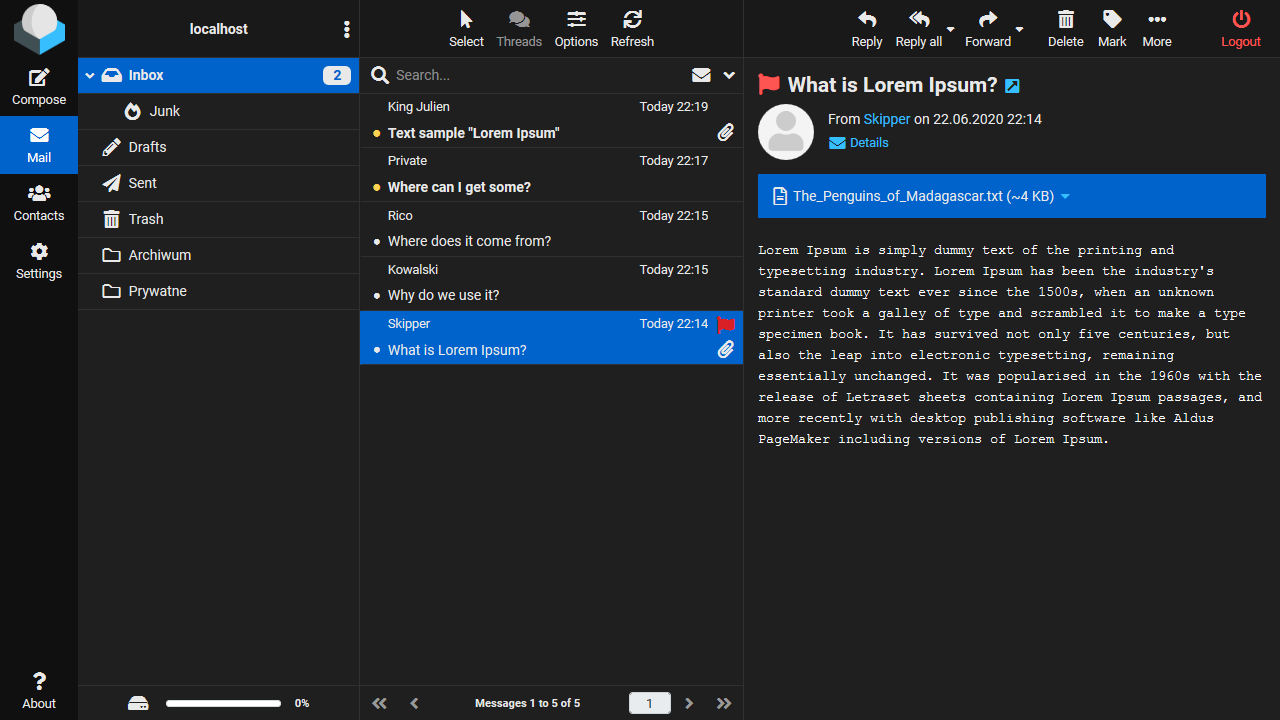 localhost
Select
Threads
Options
Refresh
Reply
Reply all
Forward
Delete
Mark
More
Logout
Compose
Mail
Contacts
Settings
About
Inbox 2
Junk
Drafts
Sent
Trash
Archiwum
Prywatne
0%
Search...
King Julien Today 22:19
Text sample "Lorem Ipsum"
Private Today 22:17
Where can I get some?
Rico Today 22:15
Where does it come from?
Kowalski Today 22:15
Why do we use it?
Skipper Today 22:14
What is Lorem Ipsum?
Messages 1 to 5 of 5
1
What is Lorem Ipsum?
From Skipper on 22.06.2020 22:14
Details
The_Penguins_of_Madagascar.txt (~4 KB)
Lorem Ipsum is simply dummy text of the printing and
typesetting industry. Lorem Ipsum has been the industry's
standard dummy text ever since the 1500s, when an unknown
printer took a galley of type and scrambled it to make a type
specimen book. It has survived not only five centuries, but
also the leap into electronic typesetting, remaining
essentially unchanged. It was popularised in the 1960s with the
release of Letraset sheets containing Lorem Ipsum passages, and
more recently with desktop publishing software like Aldus
PageMaker including versions of Lorem Ipsum.